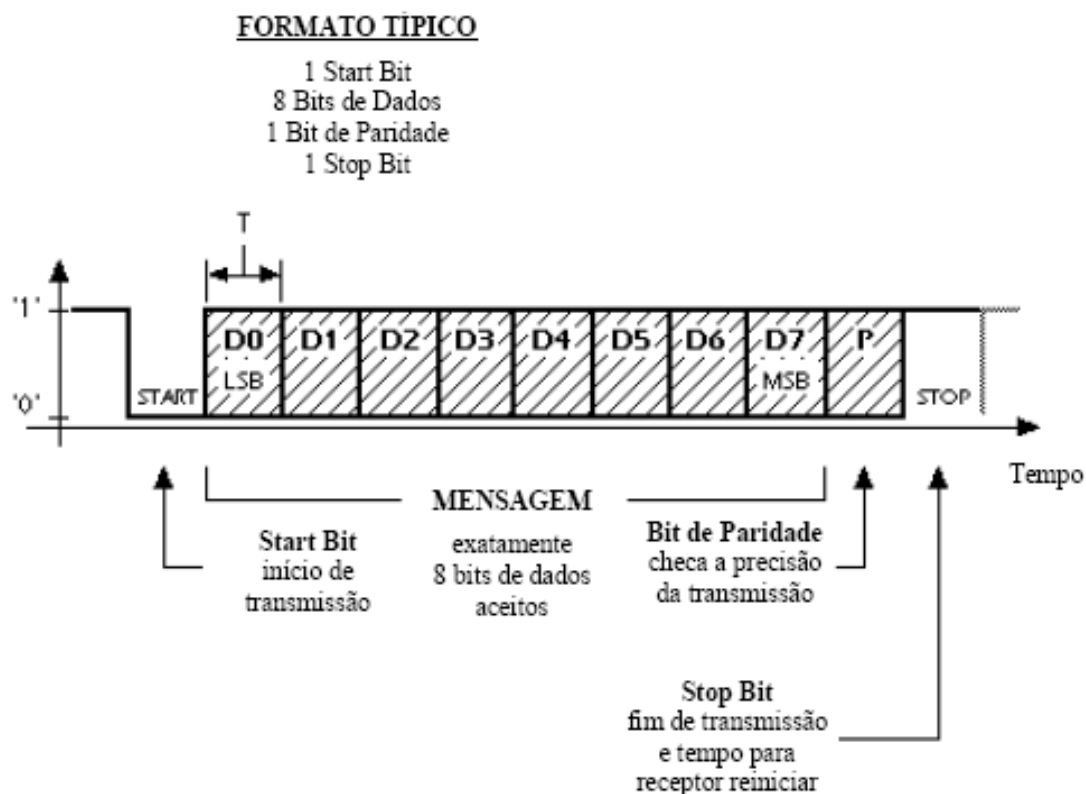 FORMATO TÍPICO
1 Start Bit
8 Bits de Dados
1 Bit de Paridade
1 Stop Bit
T
'1'
'0'
START
D0
LSB
D1
D2
D3
D4
D5
D6
D7
MSB
P
STOP
Tempo
MENSAGEM
exatamente
8 bits de dados
aceitos
Start Bit
início de
transmissão
Bit de Paridade
checa a precisão
da transmissão
Stop Bit
fim de transmissão
e tempo para
receptor reiniciar